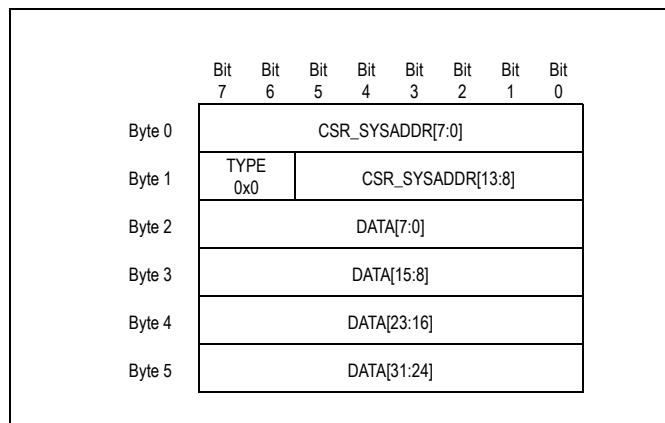 Bit Bit Bit Bit Bit Bit Bit Bit
7 6 5 4 3 2 1 0
Byte 0 CSR_SYSADDR[7:0]
Byte 1 TYPE 0x0 CSR_SYSADDR[13:8]
Byte 2 DATA[7:0]
Byte 3 DATA[15:8]
Byte 4 DATA[23:16]
Byte 5 DATA[31:24]